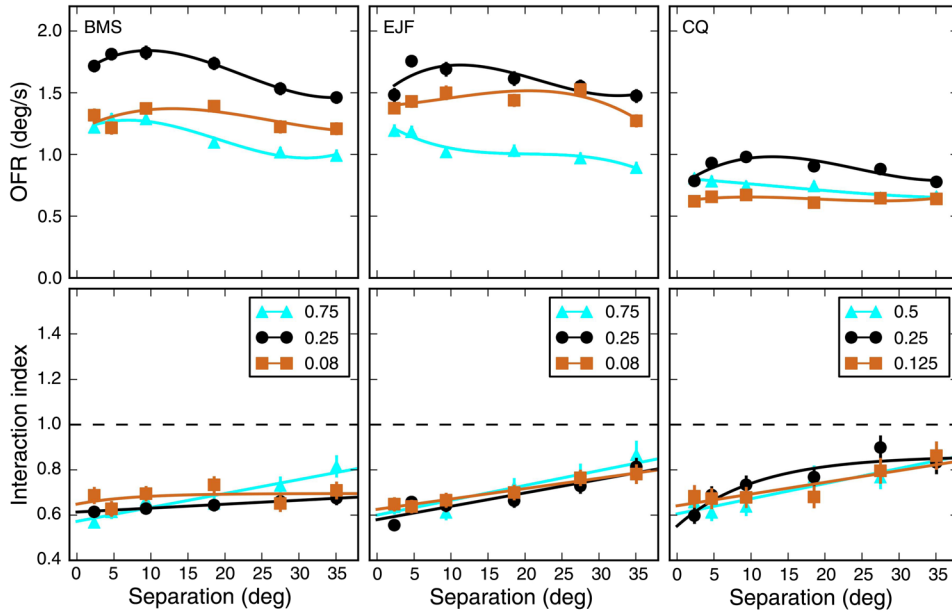 BMS
EJF
CQ
OFR (deg/s)
2.0
1.5
1.0
0.5
0.0
Interaction index
1.6
1.4
1.2
1.0
0.8
0.6
0.4
0.75
0.25
0.08
0.75
0.25
0.08
0.5
0.25
0.125
0 5 10 15 20 25 30 35
0 5 10 15 20 25 30 35
0 5 10 15 20 25 30 35
Separation (deg)
Separation (deg)
Separation (deg)